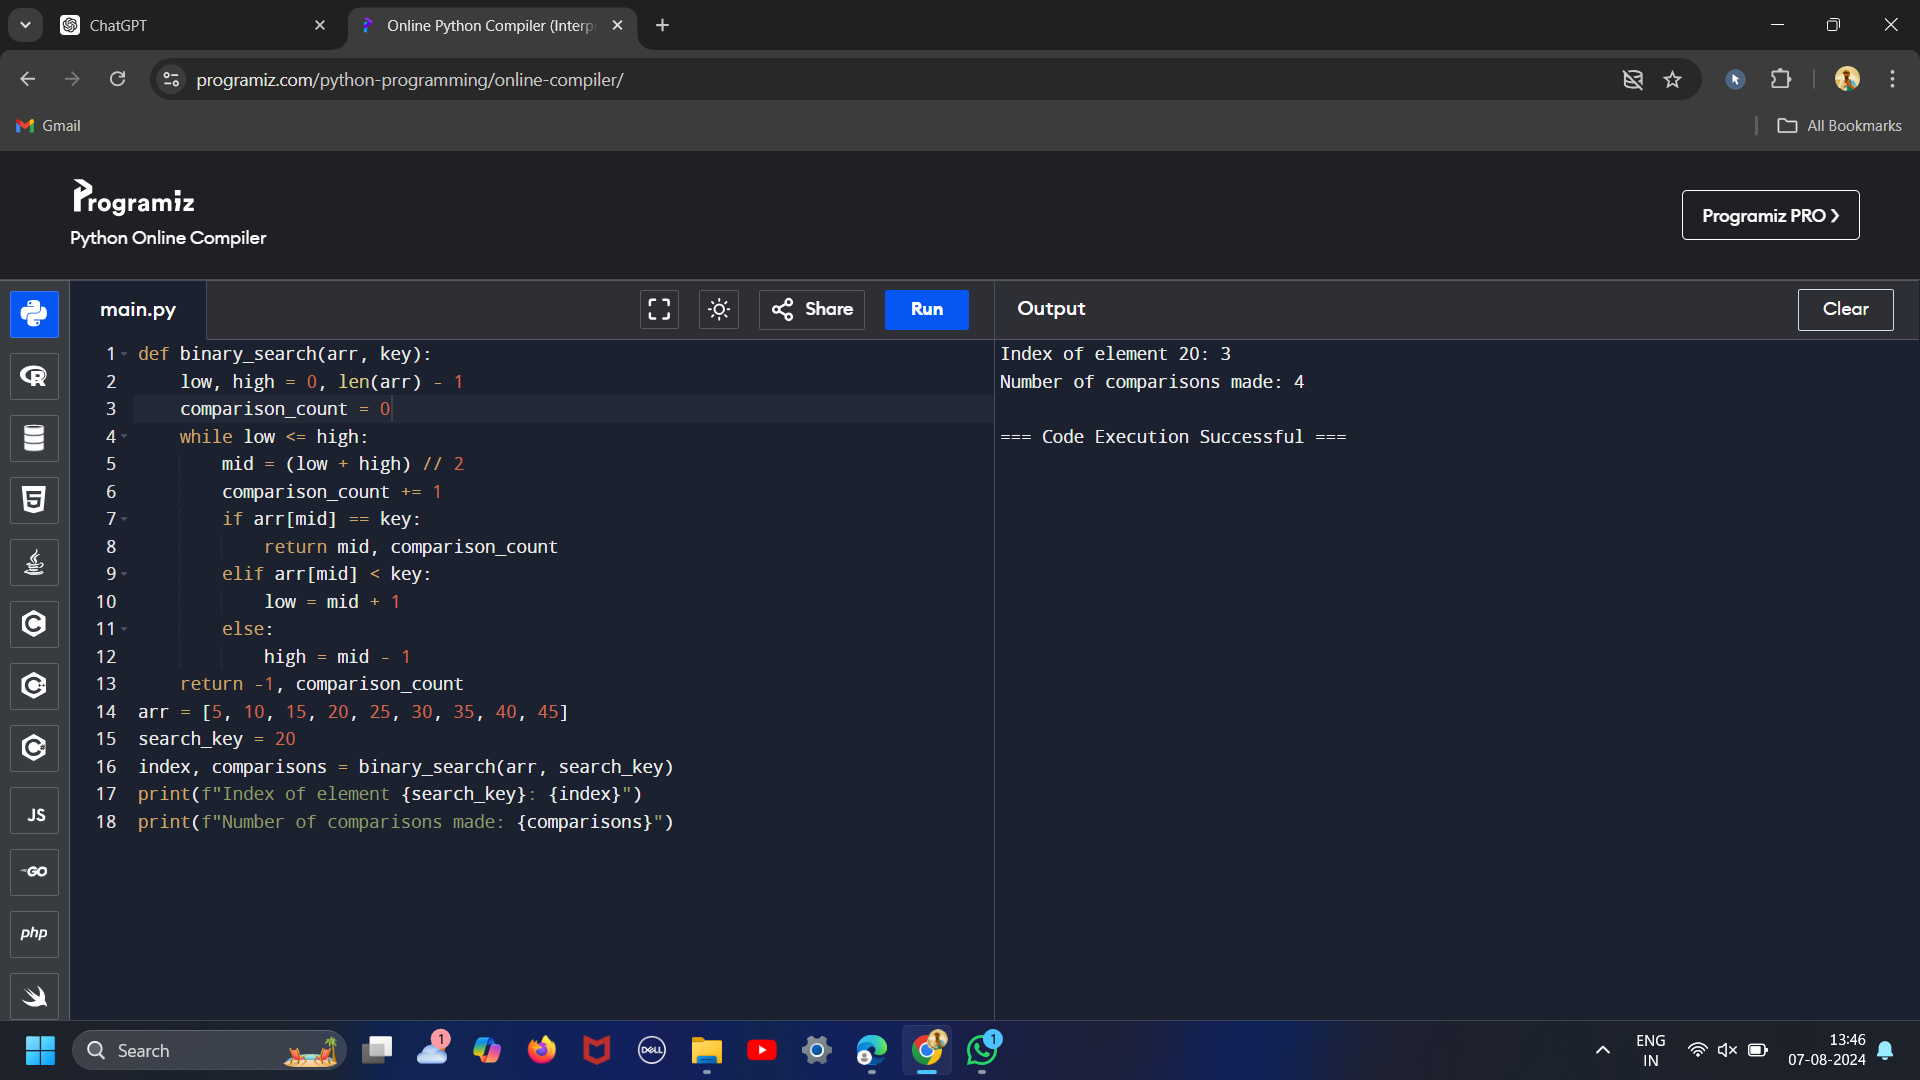 ChatGPT
Online Python Compiler (Interp
programiz.com/python-programming/online-compiler/
Gmail
All Bookmarks
Programiz
Python Online Compiler
Programiz PRO
main.py
Share
Run
Output
Clear
1 def binary_search(arr, key):
2     low, high = 0, len(arr) - 1
3     comparison_count = 0
4     while low <= high:
5         mid = (low + high) // 2
6         comparison_count += 1
7         if arr[mid] == key:
8             return mid, comparison_count
9         elif arr[mid] < key:
10             low = mid + 1
11         else:
12             high = mid - 1
13     return -1, comparison_count
14 arr = [5, 10, 15, 20, 25, 30, 35, 40, 45]
15 search_key = 20
16 index, comparisons = binary_search(arr, search_key)
17 print(f"Index of element {search_key}: {index}")
18 print(f"Number of comparisons made: {comparisons}")
Index of element 20: 3
Number of comparisons made: 4
=== Code Execution Successful ===
R
5
C
C
C
JS
GO
php
Search
1
DELL
1
ENG
IN
13:46
07-08-2024